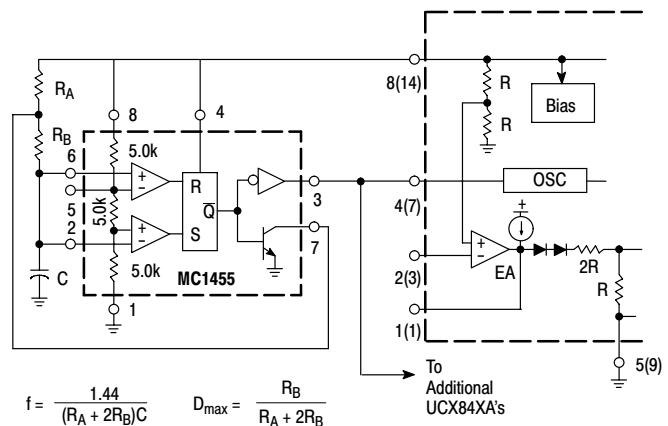 R_A
8(14)
R
Bias
R
8
4
R_B
6
5.0k
+
−
R
3
4(7)
OSC
5
5.0k
Q̅
+
2
+
−
S
7
+
−
2(3)
EA
2R
C
5.0k
MC1455
R
1
1(1)
To
Additional
UCX84XA's
5(9)
f = 1.44 / (R_A + 2R_B)C
D_max = R_B / R_A + 2R_B